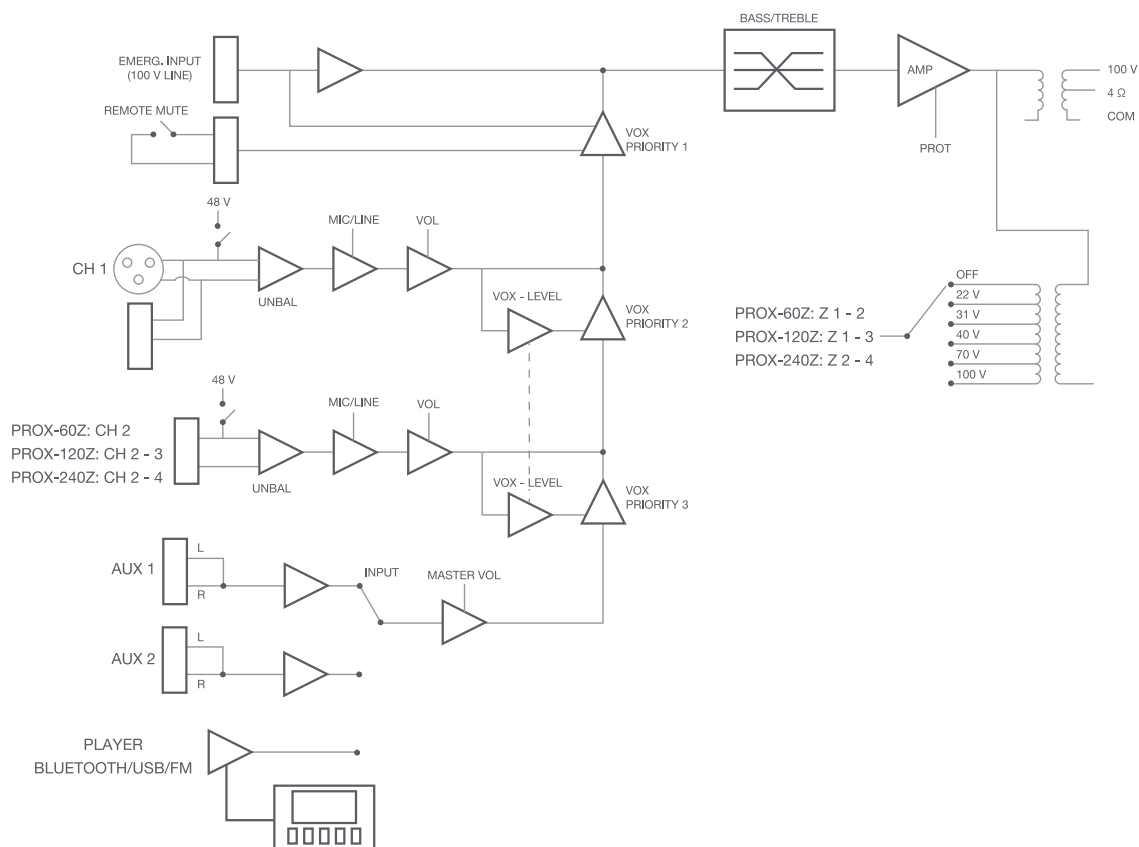 BASS/TREBLE
EMERG. INPUT
(100 V LINE)
AMP
100 V
4 Ω
COM
REMOTE MUTE
VOX
PRIORITY 1
PROT
48 V
MIC/LINE
VOL
CH 1
UNBAL
VOX - LEVEL
VOX
PRIORITY 2
OFF
22 V
31 V
40 V
70 V
100 V
PROX-60Z: Z 1 - 2
PROX-120Z: Z 1 - 3
PROX-240Z: Z 2 - 4
48 V
MIC/LINE
VOL
PROX-60Z: CH 2
PROX-120Z: CH 2 - 3
PROX-240Z: CH 2 - 4
UNBAL
VOX - LEVEL
VOX
PRIORITY 3
AUX 1
L
R
INPUT
MASTER VOL
AUX 2
L
R
PLAYER
BLUETOOTH/USB/FM